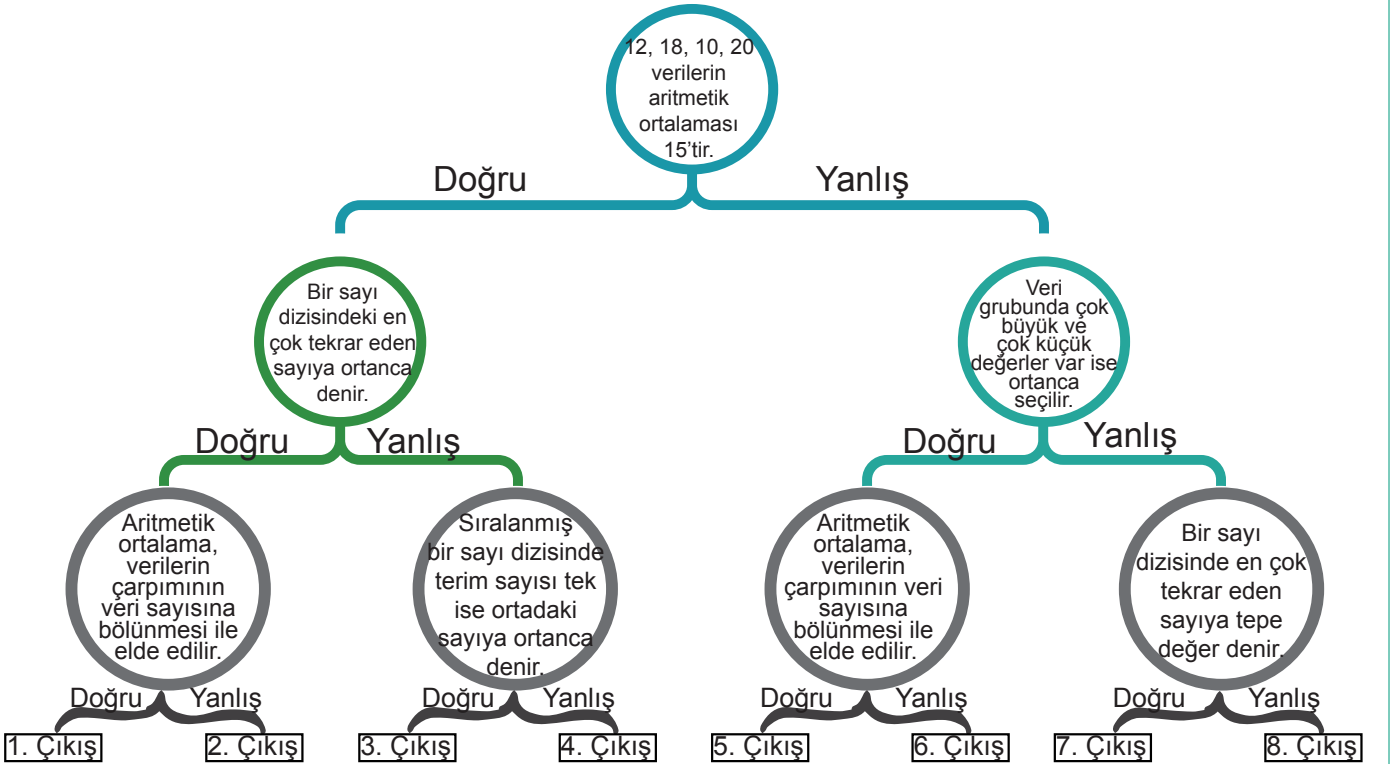 12, 18, 10, 20
verilerin
aritmetik
ortalaması
15’tir.
Doğru
Yanlış
Bir sayı
dizisindeki en
çok tekrar eden
sayıya ortanca
denir.
Veri
grubunda çok
büyük ve
çok küçük
değerler var ise
ortanca
seçilir.
Doğru
Yanlış
Doğru
Yanlış
Aritmetik
ortalama,
verilerin
çarpımının
veri sayısına
bölünmesi ile
elde edilir.
Sıralanmış
bir sayı dizisinde
terim sayısı tek
ise ortadaki
sayıya ortanca
denir.
Aritmetik
ortalama,
verilerin
çarpımının veri
sayısına
bölünmesi ile
elde edilir.
Bir sayı
dizisinde en çok
tekrar eden
sayıya tepe
değer denir.
Doğru
Yanlış
Doğru
Yanlış
Doğru
Yanlış
Doğru
Yanlış
1. Çıkış
2. Çıkış
3. Çıkış
4. Çıkış
5. Çıkış
6. Çıkış
7. Çıkış
8. Çıkış